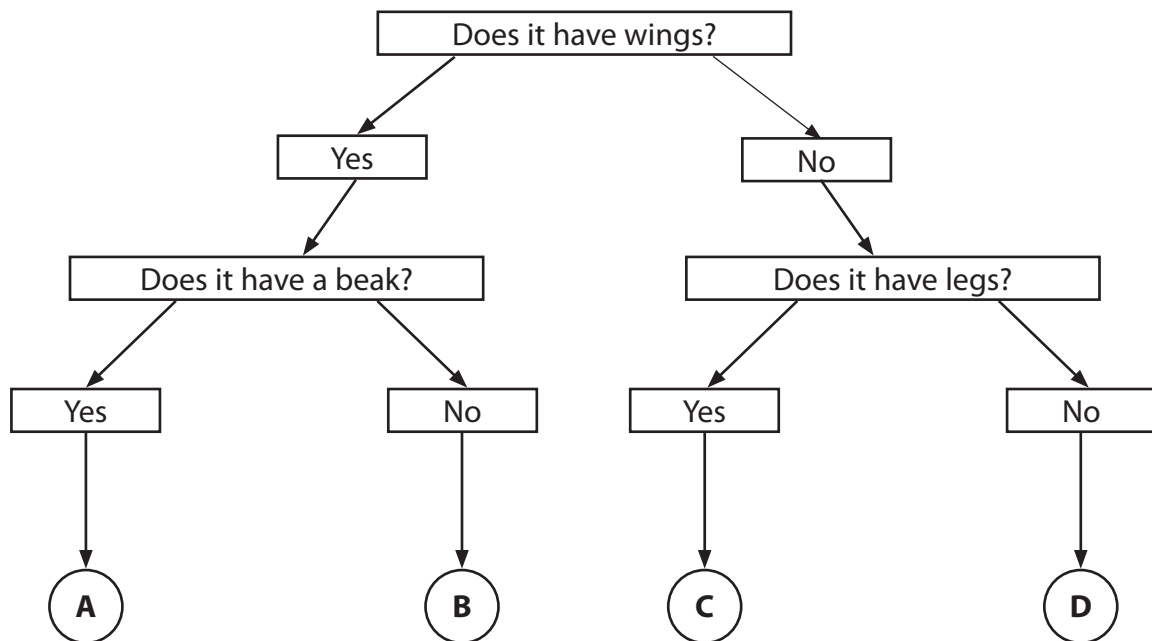 Does it have wings?
Yes
No
Does it have a beak?
Does it have legs?
Yes
No
Yes
No
A
B
C
D